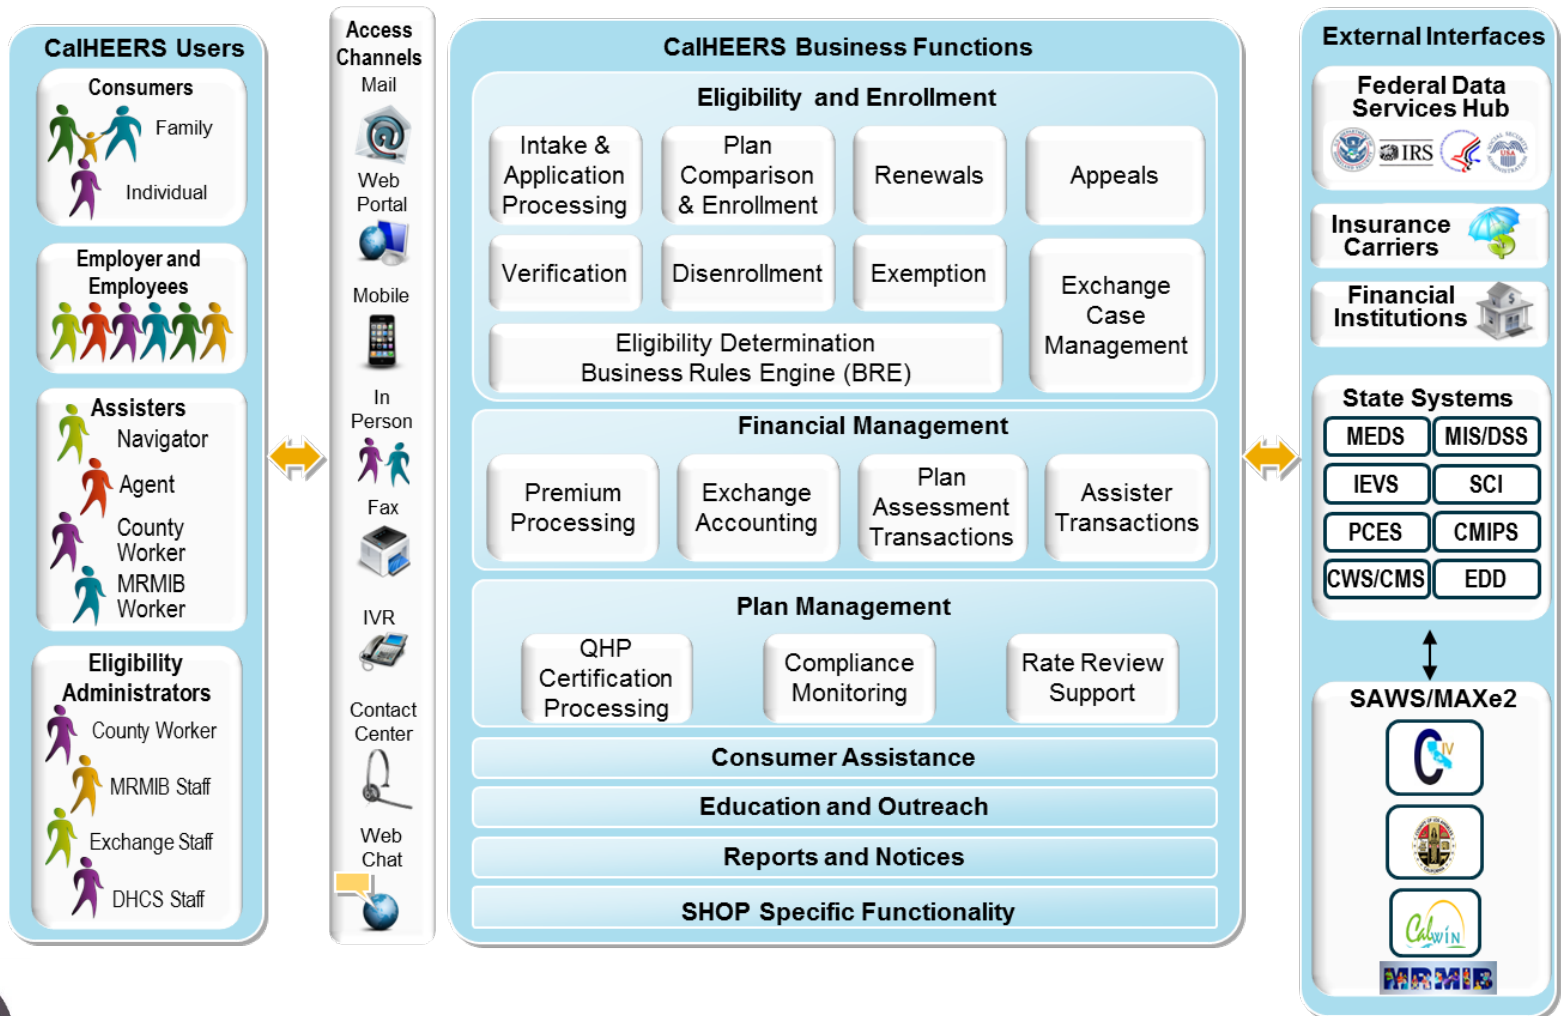 CalHEERS Users
Consumers
Family
Individual
Employer and
Employees
Assisters
Navigator
Agent
County
Worker
MRMIB
Worker
Eligibility
Administrators
County Worker
MRMIB Staff
Exchange Staff
DHCS Staff
Access
Channels
Mail
Web
Portal
Mobile
In
Person
Fax
IVR
Contact
Center
Web
Chat
CalHEERS Business Functions
Eligibility and Enrollment
Intake &
Application
Processing
Plan
Comparison
& Enrollment
Renewals
Appeals
Verification
Disenrollment
Exemption
Exchange
Case
Management
Eligibility Determination
Business Rules Engine (BRE)
Financial Management
Premium
Processing
Exchange
Accounting
Plan
Assessment
Transactions
Assister
Transactions
Plan Management
QHP
Certification
Processing
Compliance
Monitoring
Rate Review
Support
Consumer Assistance
Education and Outreach
Reports and Notices
SHOP Specific Functionality
External Interfaces
Federal Data
Services Hub
IRS
SOCIAL SECURITY
USA
ADMINISTRATION
Insurance
Carriers
Financial
Institutions
State Systems
MEDS
MIS/DSS
IEVS
SCI
PCES
CMIPS
CWS/CMS
EDD
SAWS/MAXe2
C IV
CalWIN
MRMIB